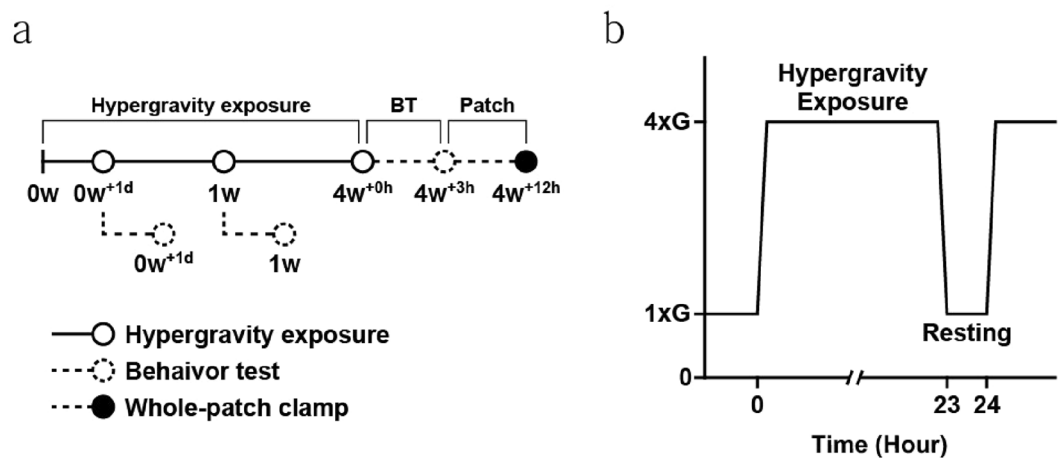 a
Hypergravity exposure BT Patch
0w 0w+1d 1w 4w+0h 4w+3h 4w+12h
0w+1d 1w
Hypergravity exposure
Behaivor test
Whole-patch clamp
b
Hypergravity
Exposure
4xG
1xG
Resting
0
0 23 24
Time (Hour)